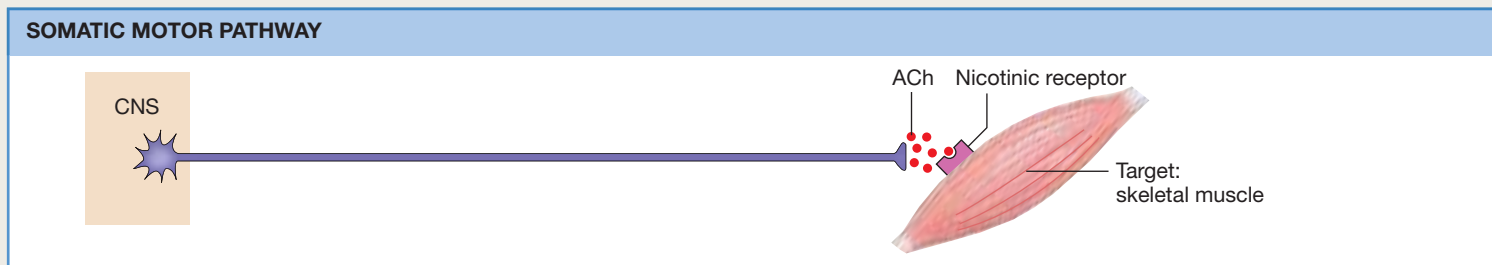 SOMATIC MOTOR PATHWAY
CNS
ACh
Nicotinic receptor
Target:
skeletal muscle